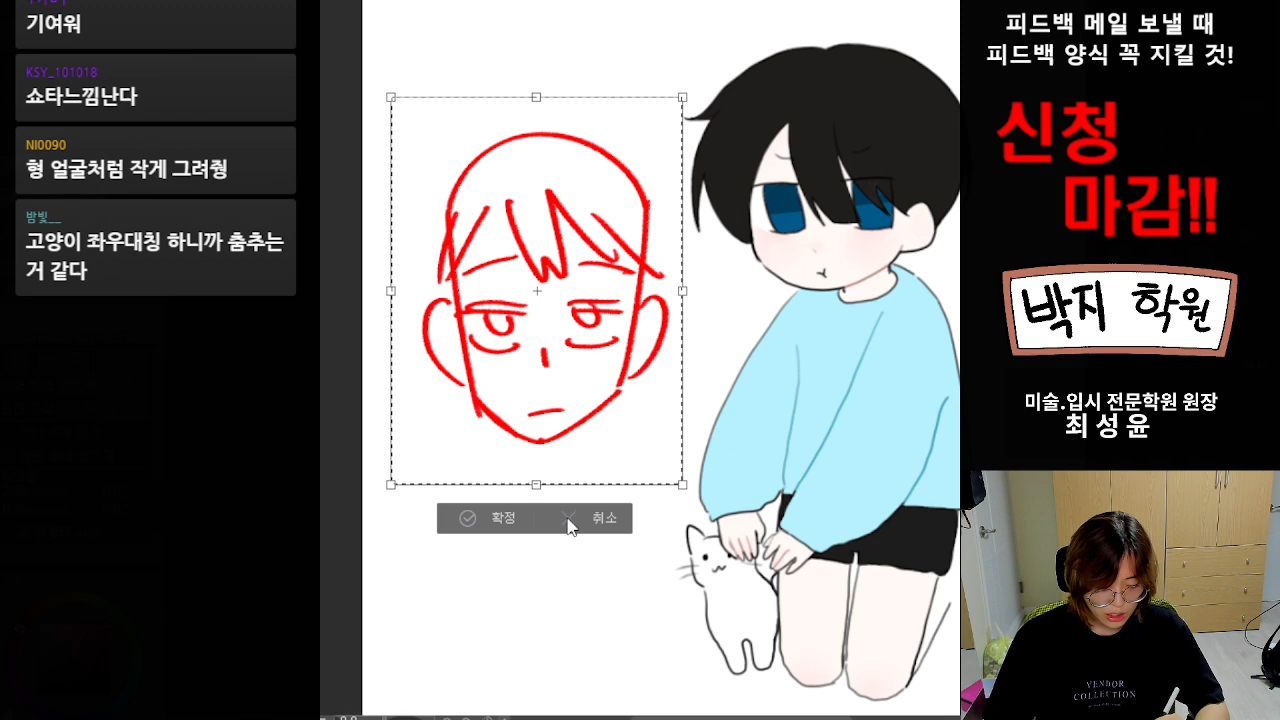 기여워
KSY_101018
쇼타느낌난다
NI0090
형 얼굴처럼 작게 그려줭
밤빛__
고양이 좌우대칭 하니까 춤추는
거 같다
확정
취소
피드백 메일 보낼 때
피드백 양식 꼭 지킬 것!
신청
마감!!
박지 학원
미술.입시 전문학원 원장
최성윤
VENDOR
COLLECTION